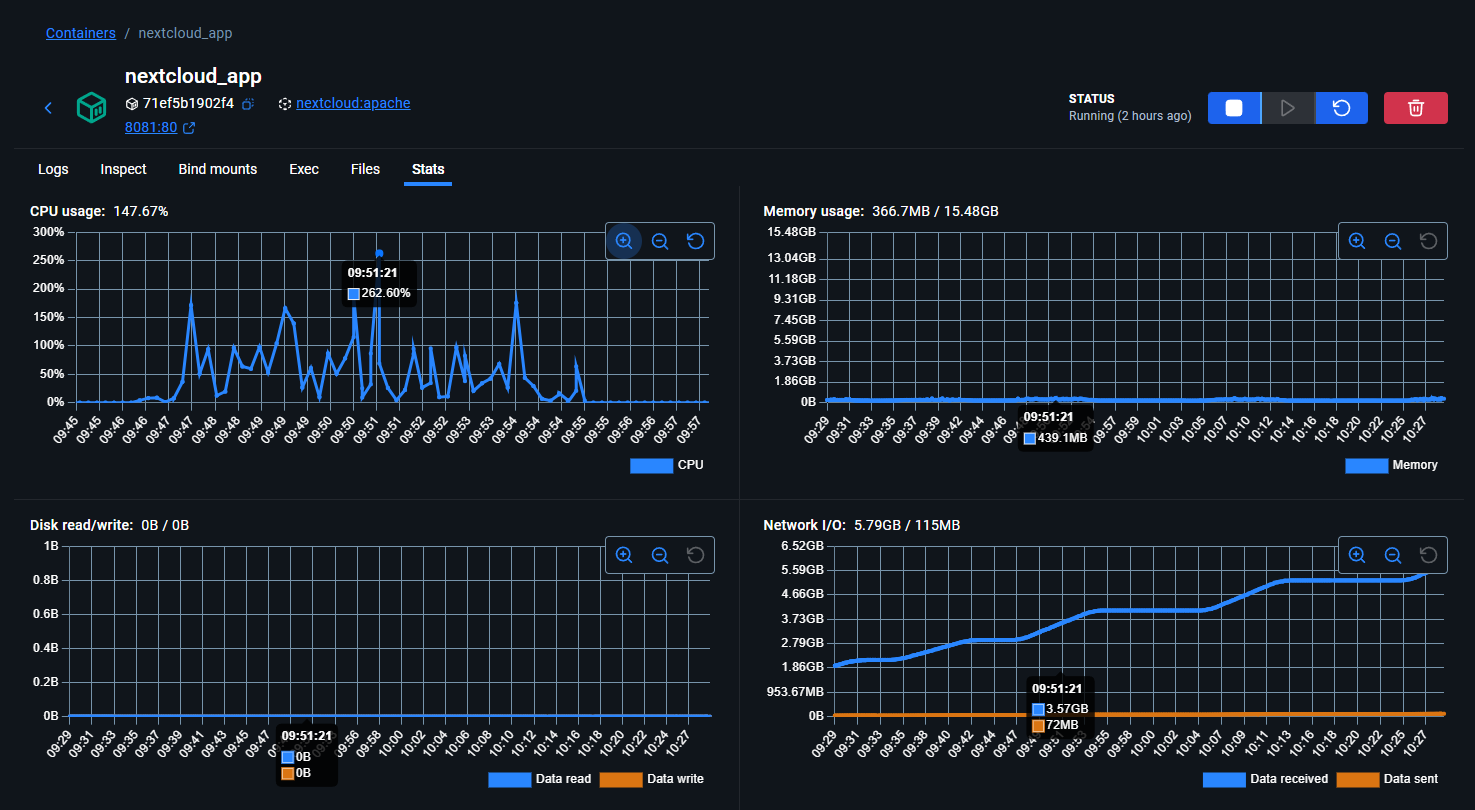 Containers / nextcloud_app
nextcloud_app
71ef5b1902f4 nextcloud:apache
8081:80
STATUS
Running (2 hours ago)
Logs Inspect Bind mounts Exec Files Stats
CPU usage: 147.67%
300%
250%
200%
150%
100%
50%
0%
09:51:21
262.60%
09:45 09:45 09:46 09:46 09:47 09:47 09:48 09:48 09:49 09:49 09:49 09:50 09:50 09:51 09:51 09:52 09:52 09:53 09:53 09:54 09:54 09:54 09:55 09:55 09:56 09:56 09:57 09:57
CPU
Memory usage: 366.7MB / 15.48GB
15.48GB
13.04GB
11.18GB
9.31GB
7.45GB
5.59GB
3.73GB
1.86GB
0B
09:51:21
439.1MB
09:29 09:31 09:33 09:35 09:37 09:39 09:42 09:44 09:46 09:57 09:59 10:01 10:03 10:05 10:07 10:10 10:12 10:14 10:16 10:18 10:20 10:22 10:25 10:27
Memory
Disk read/write: 0B / 0B
1B
0.8B
0.6B
0.4B
0.2B
0B
09:29 09:31 09:33 09:35 09:37 09:39 09:41 09:43 09:45 09:47 09:56 09:58 10:00 10:02 10:04 10:06 10:08 10:10 10:12 10:14 10:16 10:18 10:20 10:22 10:24 10:27
09:51:21
0B
0B
Data read Data write
Network I/O: 5.79GB / 115MB
6.52GB
5.59GB
4.66GB
3.73GB
2.79GB
1.86GB
953.67MB
0B
09:51:21
3.57GB
72MB
09:29 09:31 09:33 09:35 09:38 09:40 09:42 09:44 09:47 09:51 09:55 09:58 10:00 10:02 10:04 10:07 10:09 10:11 10:13 10:16 10:18 10:20 10:22 10:25 10:27
Data received Data sent